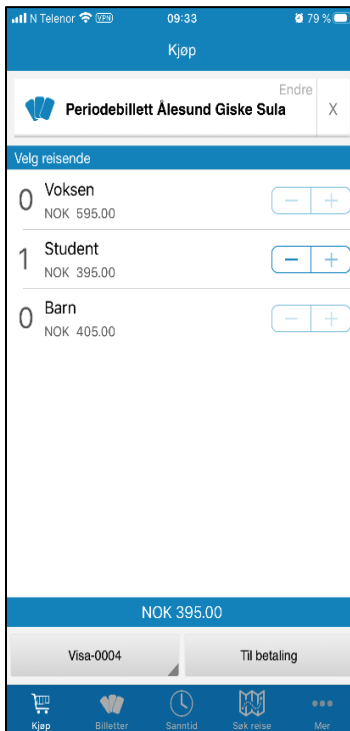 N Telenor VPN 09:33 79 %
Kjøp
Endre
Periodebillett Ålesund Giske Sula X
Velg reisende
0 Voksen
NOK 595.00
1 Student
NOK 395.00
0 Barn
NOK 405.00
NOK 395.00
Visa-0004 Til betaling
Kjøp Billetter Sanntid Søk reise Mer